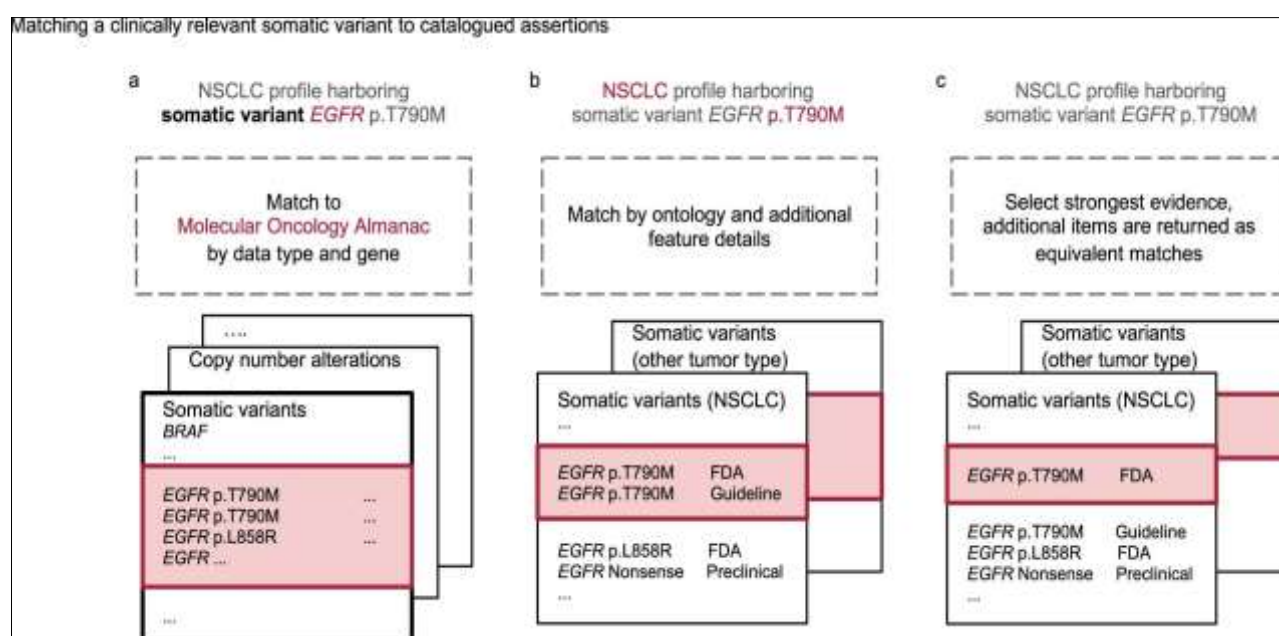 Matching a clinically relevant somatic variant to catalogued assertions
a
NSCLC profile harboring
somatic variant EGFR p.T790M
Match to
Molecular Oncology Almanac
by data type and gene
....
Copy number alterations
Somatic variants
BRAF
...
EGFR p.T790M ...
EGFR p.T790M ...
EGFR p.L858R ...
EGFR ...
...
b
NSCLC profile harboring
somatic variant EGFR p.T790M
Match by ontology and additional
feature details
Somatic variants
(other tumor type)
Somatic variants (NSCLC)
...
EGFR p.T790M FDA
EGFR p.T790M Guideline
EGFR p.L858R FDA
EGFR Nonsense Preclinical
...
c
NSCLC profile harboring
somatic variant EGFR p.T790M
Select strongest evidence,
additional items are returned as
equivalent matches
Somatic variants
(other tumor type)
Somatic variants (NSCLC)
...
EGFR p.T790M FDA
EGFR p.T790M Guideline
EGFR p.L858R FDA
EGFR Nonsense Preclinical
...